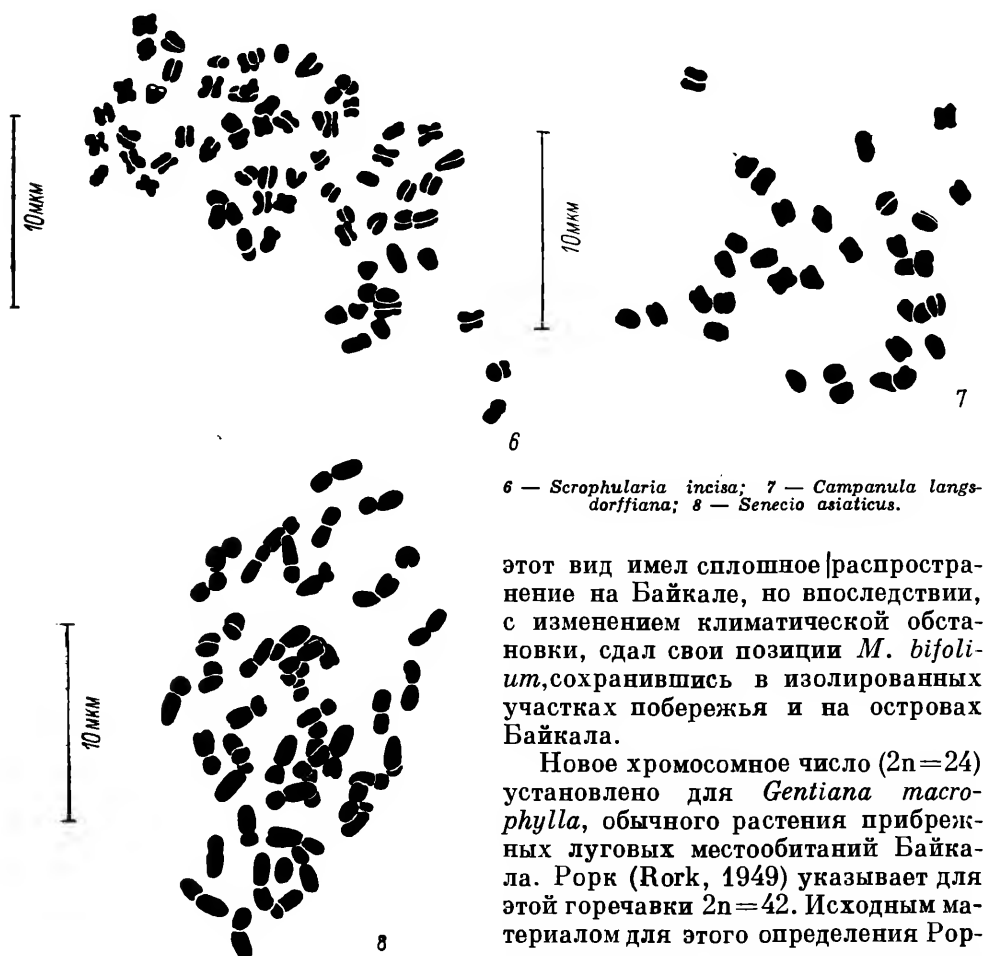 10мкм
10мкм
6
7
6 — Scrophularia incisa; 7 — Campanula langs-
dorffiana; 8 — Senecio asiaticus.
10мкм
8
этот вид имел сплошное распростра-
нение на Байкале, но впоследствии,
с изменением климатической обста-
новки, сдал свои позиции M. bifoli-
um, сохранившись в изолированных
участках побережья и на островах
Байкала.
Новое хромосомное число (2n=24)
установлено для Gentiana macro-
phylla, обычного растения прибреж-
ных луговых местообитаний Байка-
ла. Рорк (Rork, 1949) указывает для
этой горечавки 2n=42. Исходным ма-
териалом для этого определения Рор-